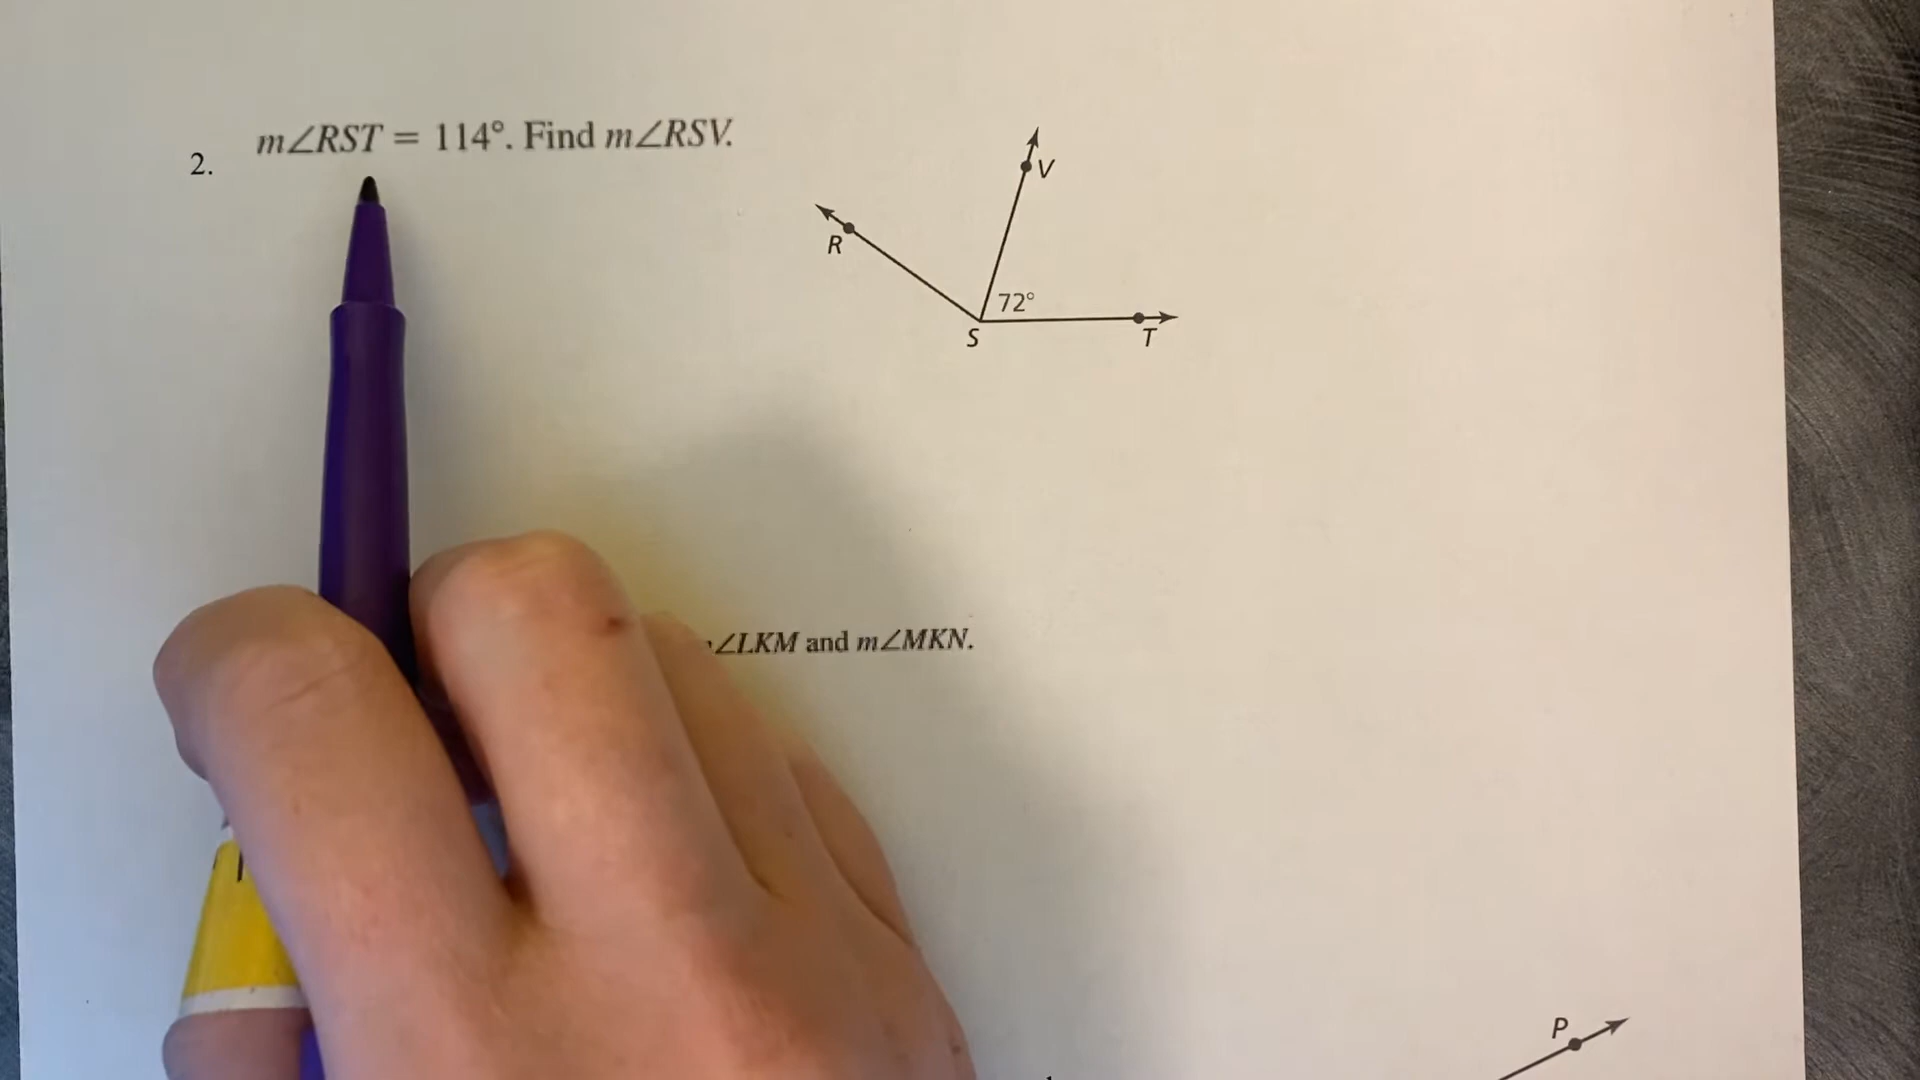 2. m∠RST = 114°. Find m∠RSV.
V
R
72°
S
T
∠LKM and m∠MKN.
P